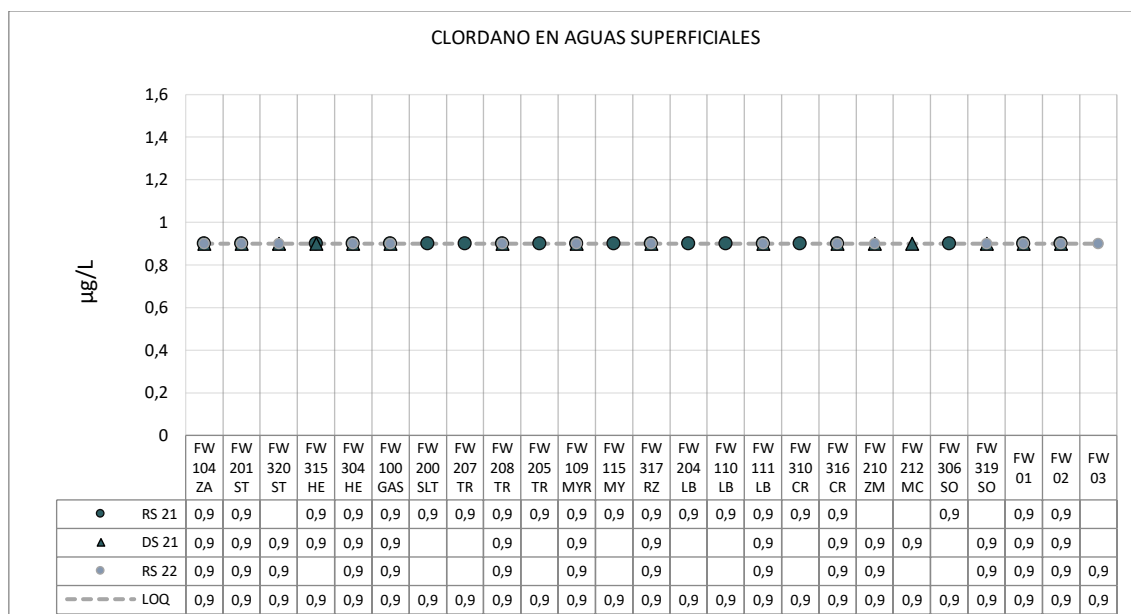 CLORDANO EN AGUAS SUPERFICIALES
µg/L
1,6
1,4
1,2
1
0,8
0,6
0,4
0,2
0
FW 104 ZA
FW 201 ST
FW 320 ST
FW 315 HE
FW 304 HE
FW 100 GAS
FW 200 SLT
FW 207 TR
FW 208 TR
FW 205 TR
FW 109 MYR
FW 115 MY
FW 317 RZ
FW 204 LB
FW 110 LB
FW 111 LB
FW 310 CR
FW 316 CR
FW 210 ZM
FW 212 MC
FW 306 SO
FW 319 SO
FW 01
FW 02
FW 03
RS 21 0,9 0,9 0,9 0,9 0,9 0,9 0,9 0,9 0,9 0,9 0,9 0,9 0,9 0,9 0,9 0,9 0,9 0,9 0,9 0,9
DS 21 0,9 0,9 0,9 0,9 0,9 0,9 0,9 0,9 0,9 0,9 0,9 0,9 0,9 0,9 0,9 0,9
RS 22 0,9 0,9 0,9 0,9 0,9 0,9 0,9 0,9 0,9 0,9 0,9 0,9 0,9 0,9 0,9
LOQ 0,9 0,9 0,9 0,9 0,9 0,9 0,9 0,9 0,9 0,9 0,9 0,9 0,9 0,9 0,9 0,9 0,9 0,9 0,9 0,9 0,9 0,9 0,9 0,9 0,9